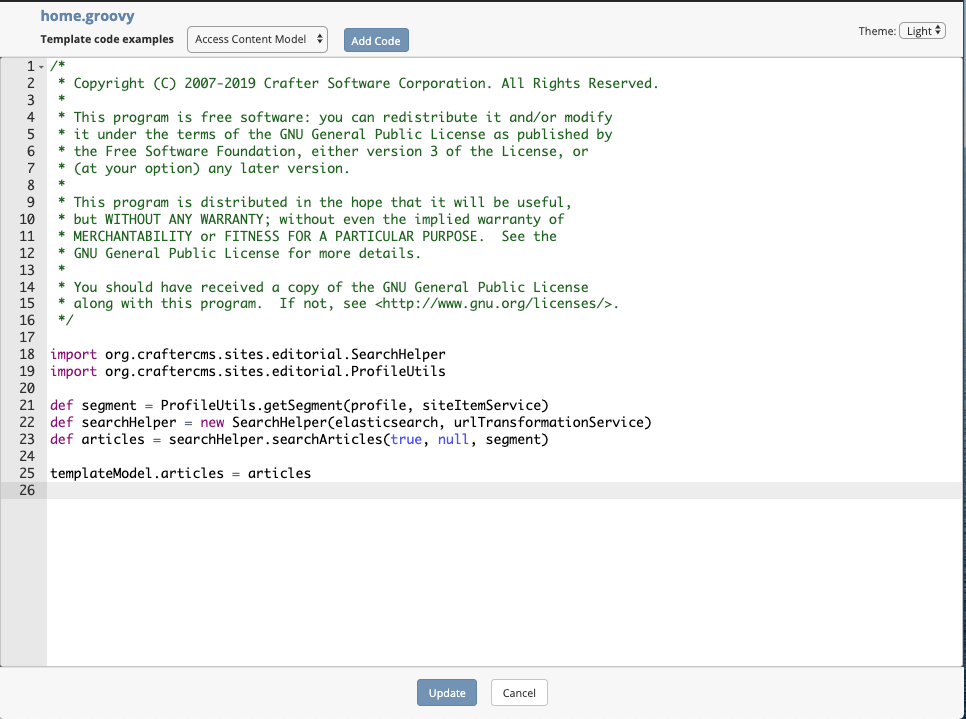 home.groovy
Template code examples Access Content Model Add Code Theme: Light
1 /*
2 * Copyright (C) 2007-2019 Crafter Software Corporation. All Rights Reserved.
3 *
4 * This program is free software: you can redistribute it and/or modify
5 * it under the terms of the GNU General Public License as published by
6 * the Free Software Foundation, either version 3 of the License, or
7 * (at your option) any later version.
8 *
9 * This program is distributed in the hope that it will be useful,
10 * but WITHOUT ANY WARRANTY; without even the implied warranty of
11 * MERCHANTABILITY or FITNESS FOR A PARTICULAR PURPOSE.  See the
12 * GNU General Public License for more details.
13 *
14 * You should have received a copy of the GNU General Public License
15 * along with this program.  If not, see <http://www.gnu.org/licenses/>.
16 */
17
18 import org.craftercms.sites.editorial.SearchHelper
19 import org.craftercms.sites.editorial.ProfileUtils
20
21 def segment = ProfileUtils.getSegment(profile, siteItemService)
22 def searchHelper = new SearchHelper(elasticsearch, urlTransformationService)
23 def articles = searchHelper.searchArticles(true, null, segment)
24
25 templateModel.articles = articles
26
Update Cancel